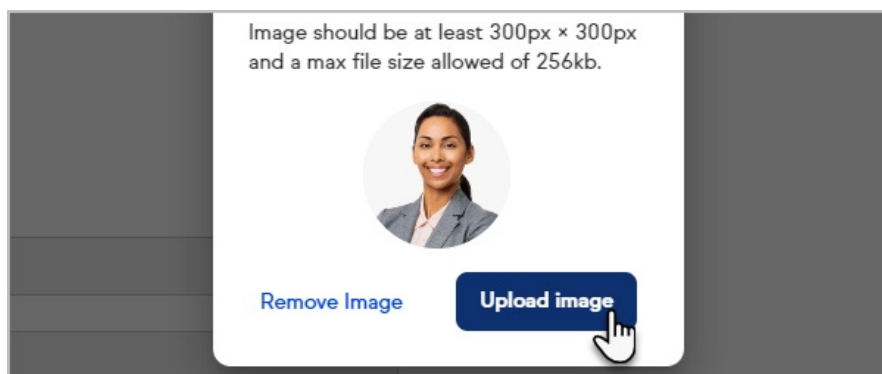 Image should be at least 300px × 300px
and a max file size allowed of 256kb.
Remove Image
Upload image